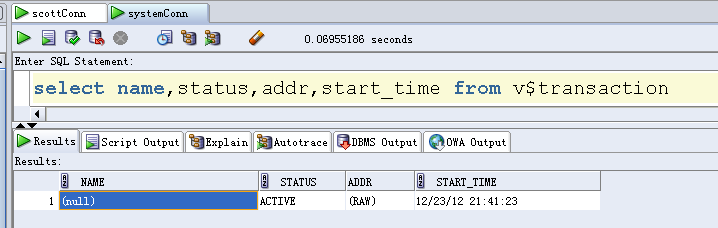 scottConn systemConn
0.06955186 seconds
Enter SQL Statement:
select name,status,addr,start_time from v$transaction
Results Script Output Explain Autotrace DBMS Output OWA Output
Results:
NAME STATUS ADDR START_TIME
1 (null) ACTIVE (RAW) 12/23/12 21:41:23